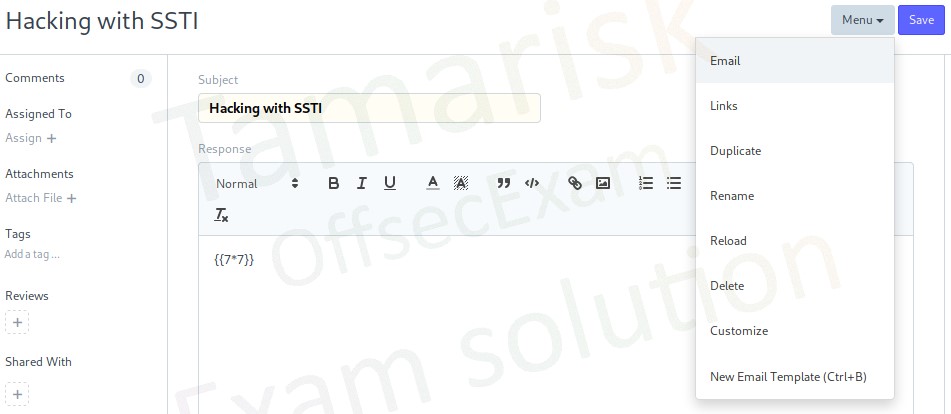 Hacking with SSTI
Menu
Save
Comments 0
Assigned To
Assign +
Attachments
Attach File +
Tags
Add a tag ...
Reviews
+
Shared With
+
Subject
Hacking with SSTI
Response
Normal
B I U A A
{{7*7}}
Email
Links
Duplicate
Rename
Reload
Delete
Customize
New Email Template (Ctrl+B)
Tamarisk
OffsecExam
Exam solution